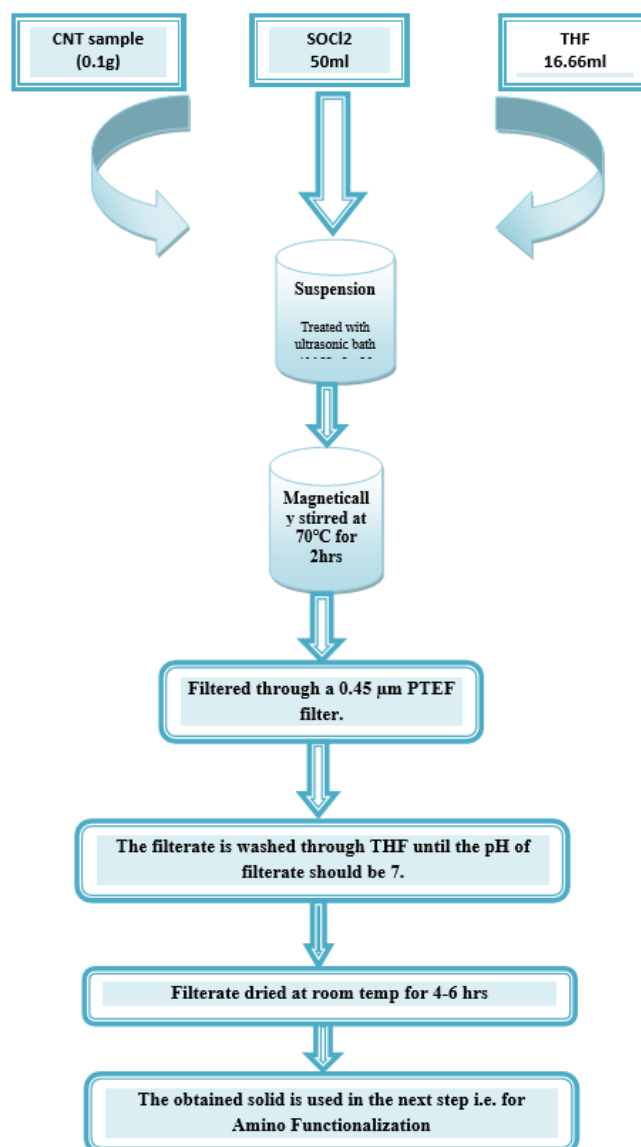 CNT sample
(0.1g)
SOCl2
50ml
THF
16.66ml
Suspension
Treated with
ultrasonic bath
Magneticall
y stirred at
70°C for
2hrs
Filtered through a 0.45 μm PTEF
filter.
The filterate is washed through THF until the pH of
filterate should be 7.
Filterate dried at room temp for 4-6 hrs
The obtained solid is used in the next step i.e. for
Amino Functionalization